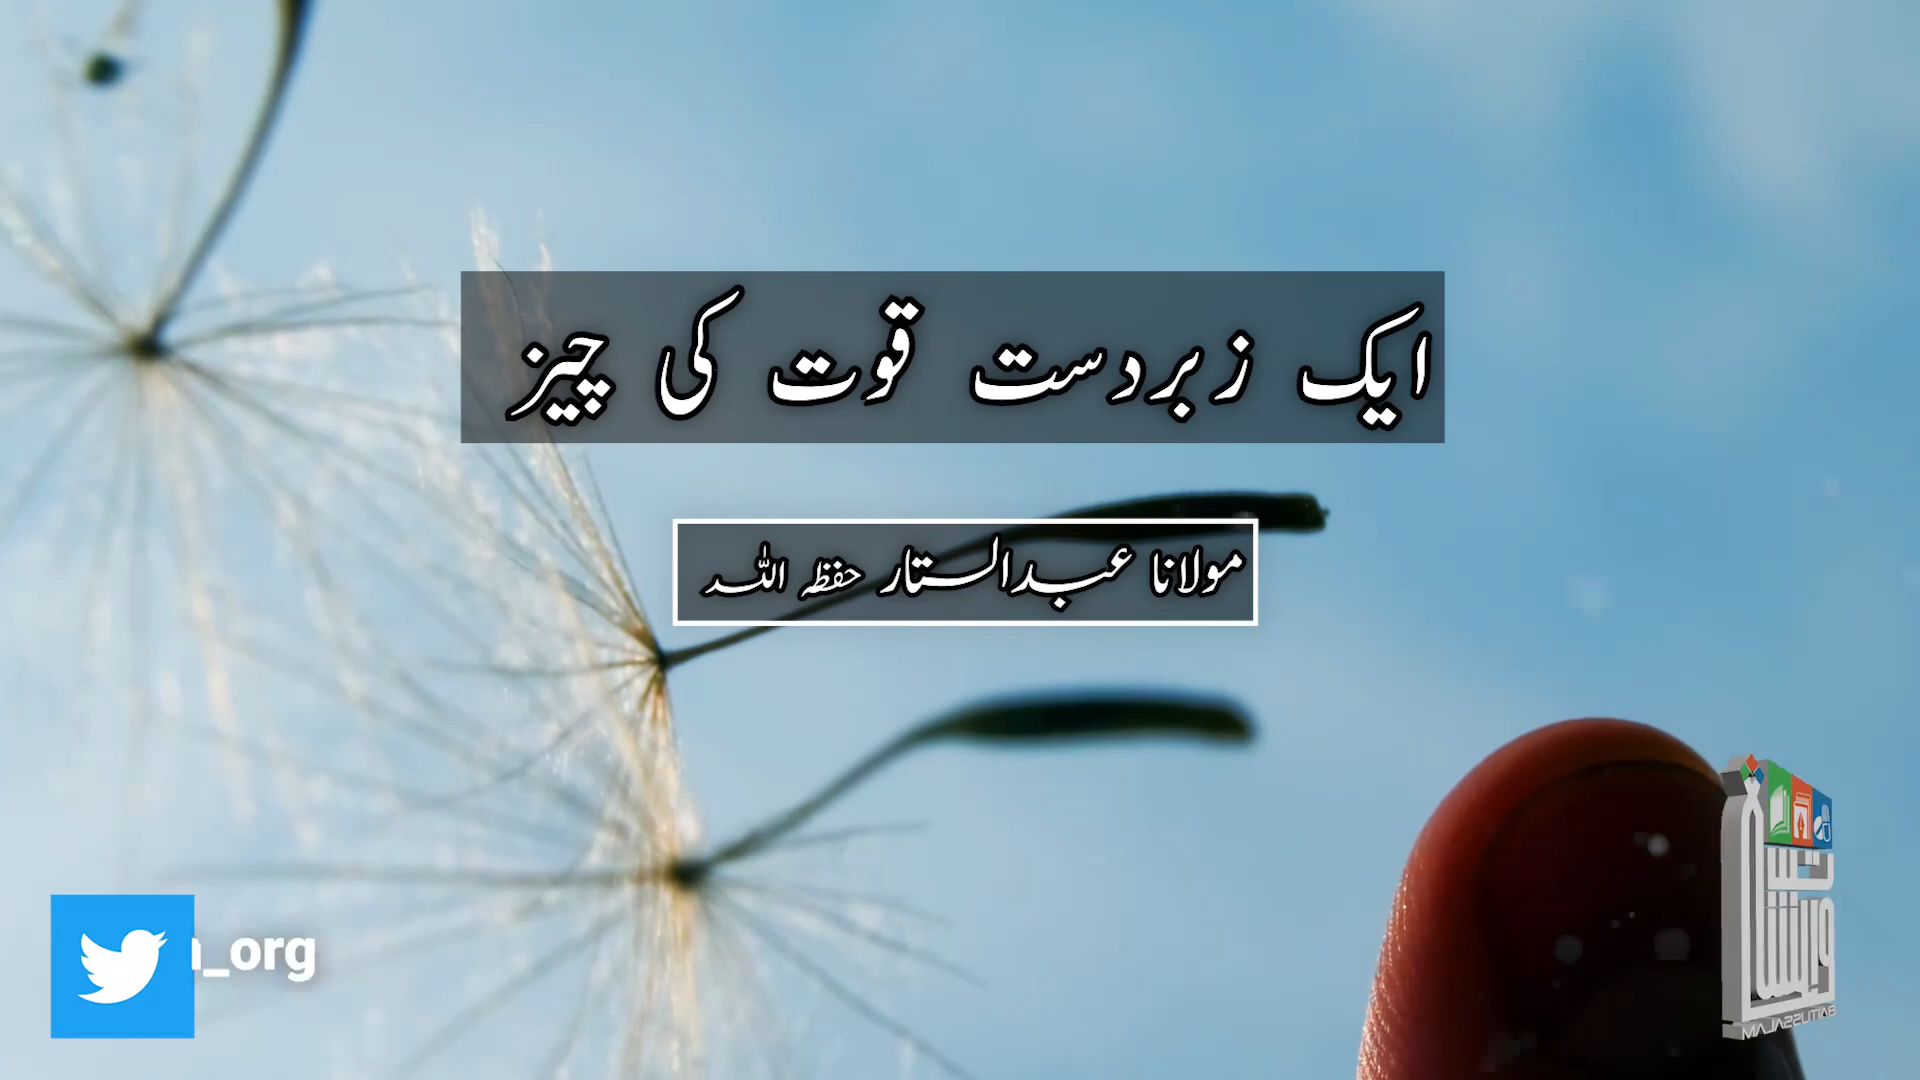 ایک زبردست قوت کی چیز
مولانا عبدالستار حفظہ اللہ
_org